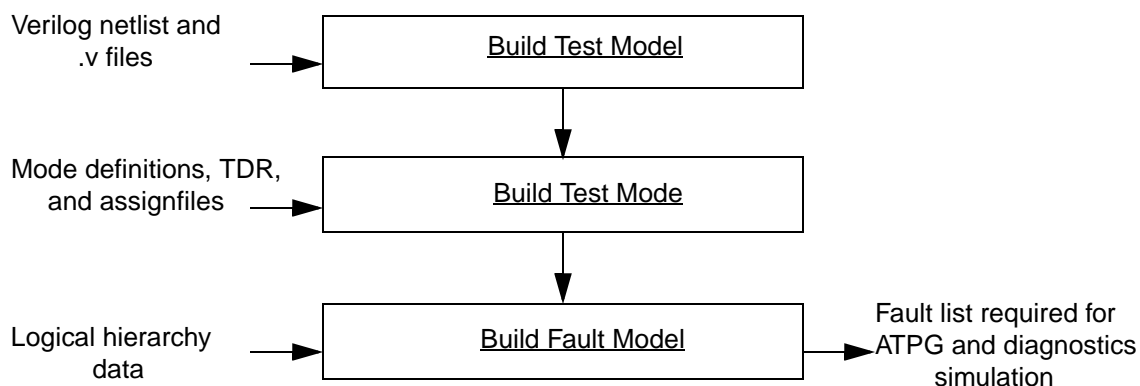 Verilog netlist and
.v files
Build Test Model
Mode definitions, TDR,
and assignfiles
Build Test Mode
Logical hierarchy
data
Build Fault Model
Fault list required for
ATPG and diagnostics
simulation